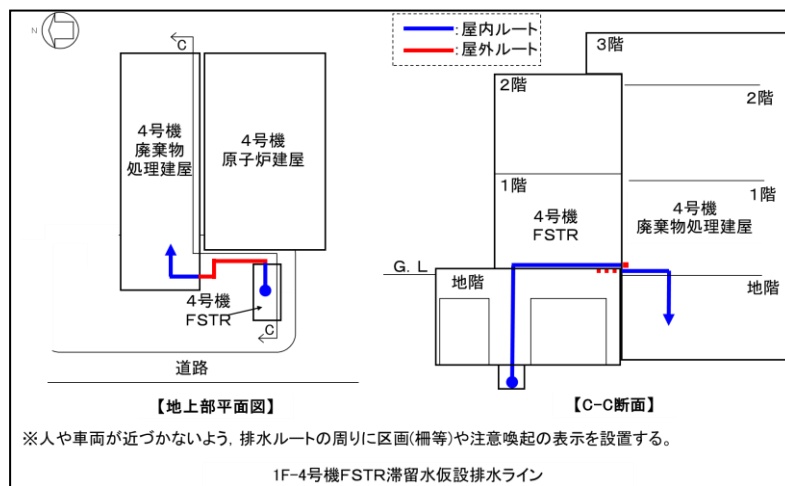 N
C
:屋内ルート
:屋外ルート
4号機
廃棄物
処理建屋
4号機
原子炉建屋
4号機
FSTR
C
道路
【地上部平面図】
3階
2階
2階
1階
1階
4号機
FSTR
4号機
廃棄物処理建屋
G.L
地階
地階
【C-C断面】
※人や車両が近づかないよう，排水ルートの周りに区画(柵等)や注意喚起の表示を設置する。
1F-4号機FSTR滞留水仮設排水ライン